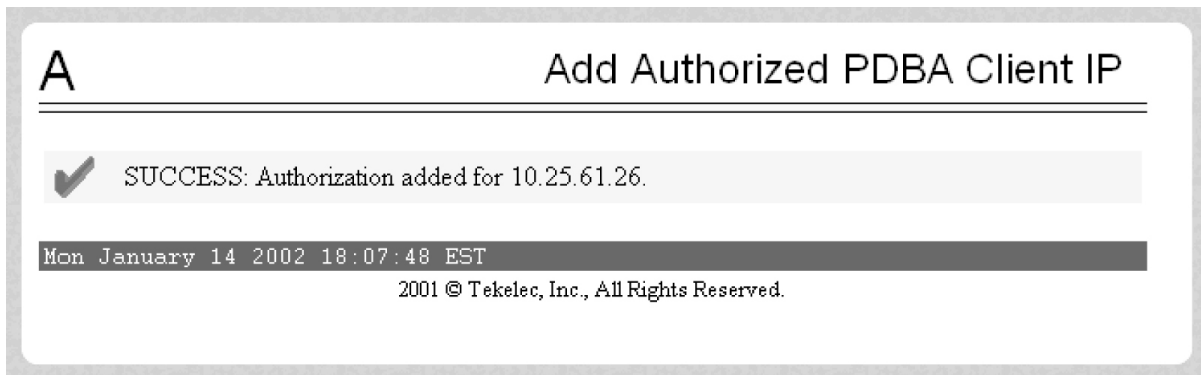 A
Add Authorized PDBA Client IP
SUCCESS: Authorization added for 10.25.61.26.
Mon January 14 2002 18:07:48 EST
2001 © Tekelec, Inc., All Rights Reserved.